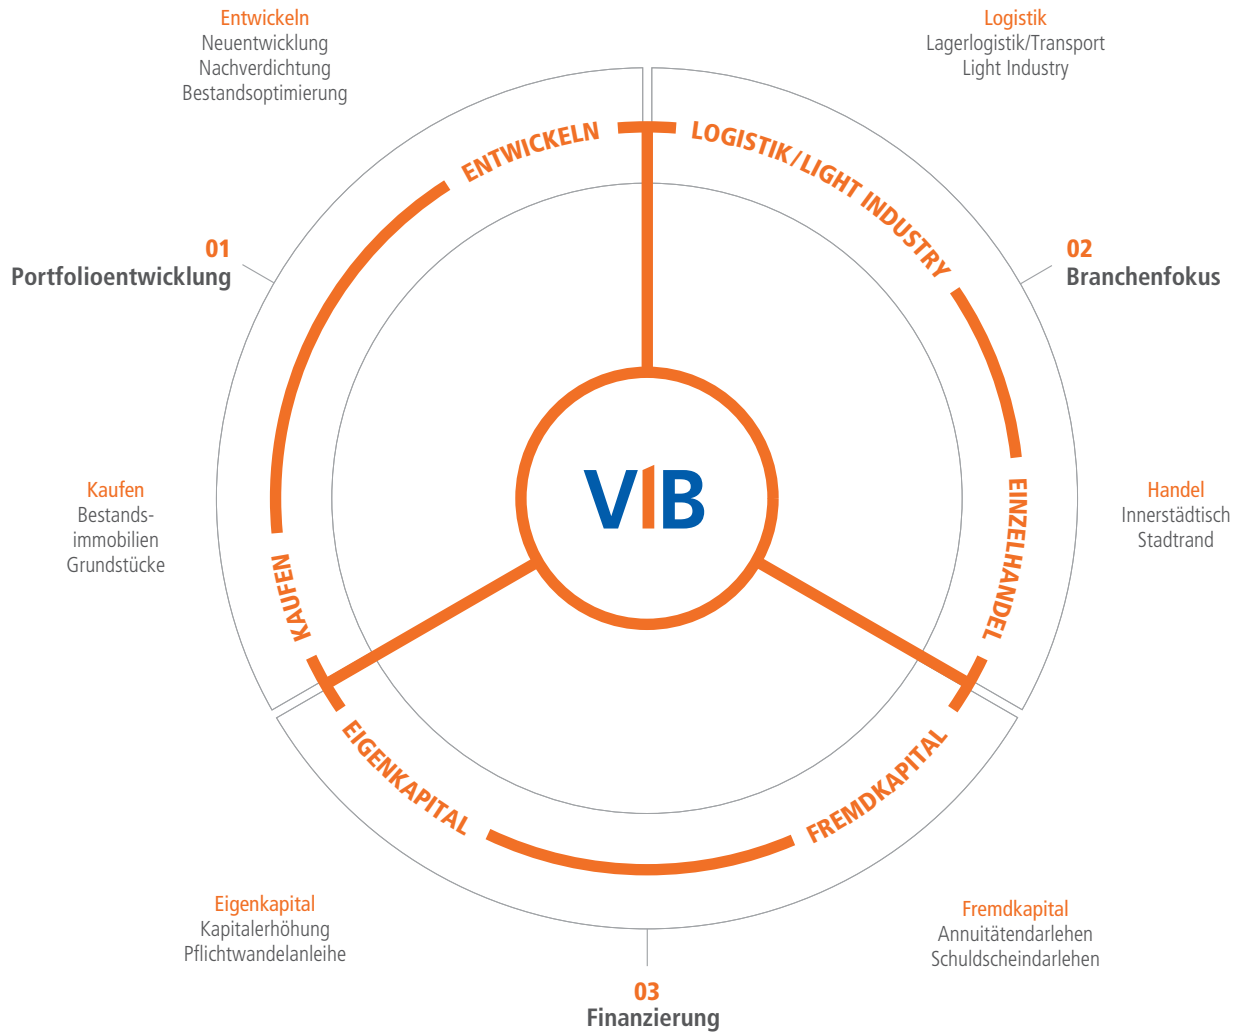 Entwickeln
Neuentwicklung
Nachverdichtung
Bestandsoptimierung
Logistik
Lagerlogistik/Transport
Light Industry
ENTWICKELN
LOGISTIK/LIGHT INDUSTRY
01
Portfolioentwicklung
02
Branchenfokus
Kaufen
Bestands-
immobilien
Grundstücke
KAUFEN
VIB
EINZELHANDEL
Handel
Innerstädtisch
Stadtrand
EIGENKAPITAL
FREMDKAPITAL
Eigenkapital
Kapitalerhöhung
Pflichtwandelanleihe
Fremdkapital
Annuitätendarlehen
Schuldscheindarlehen
03
Finanzierung